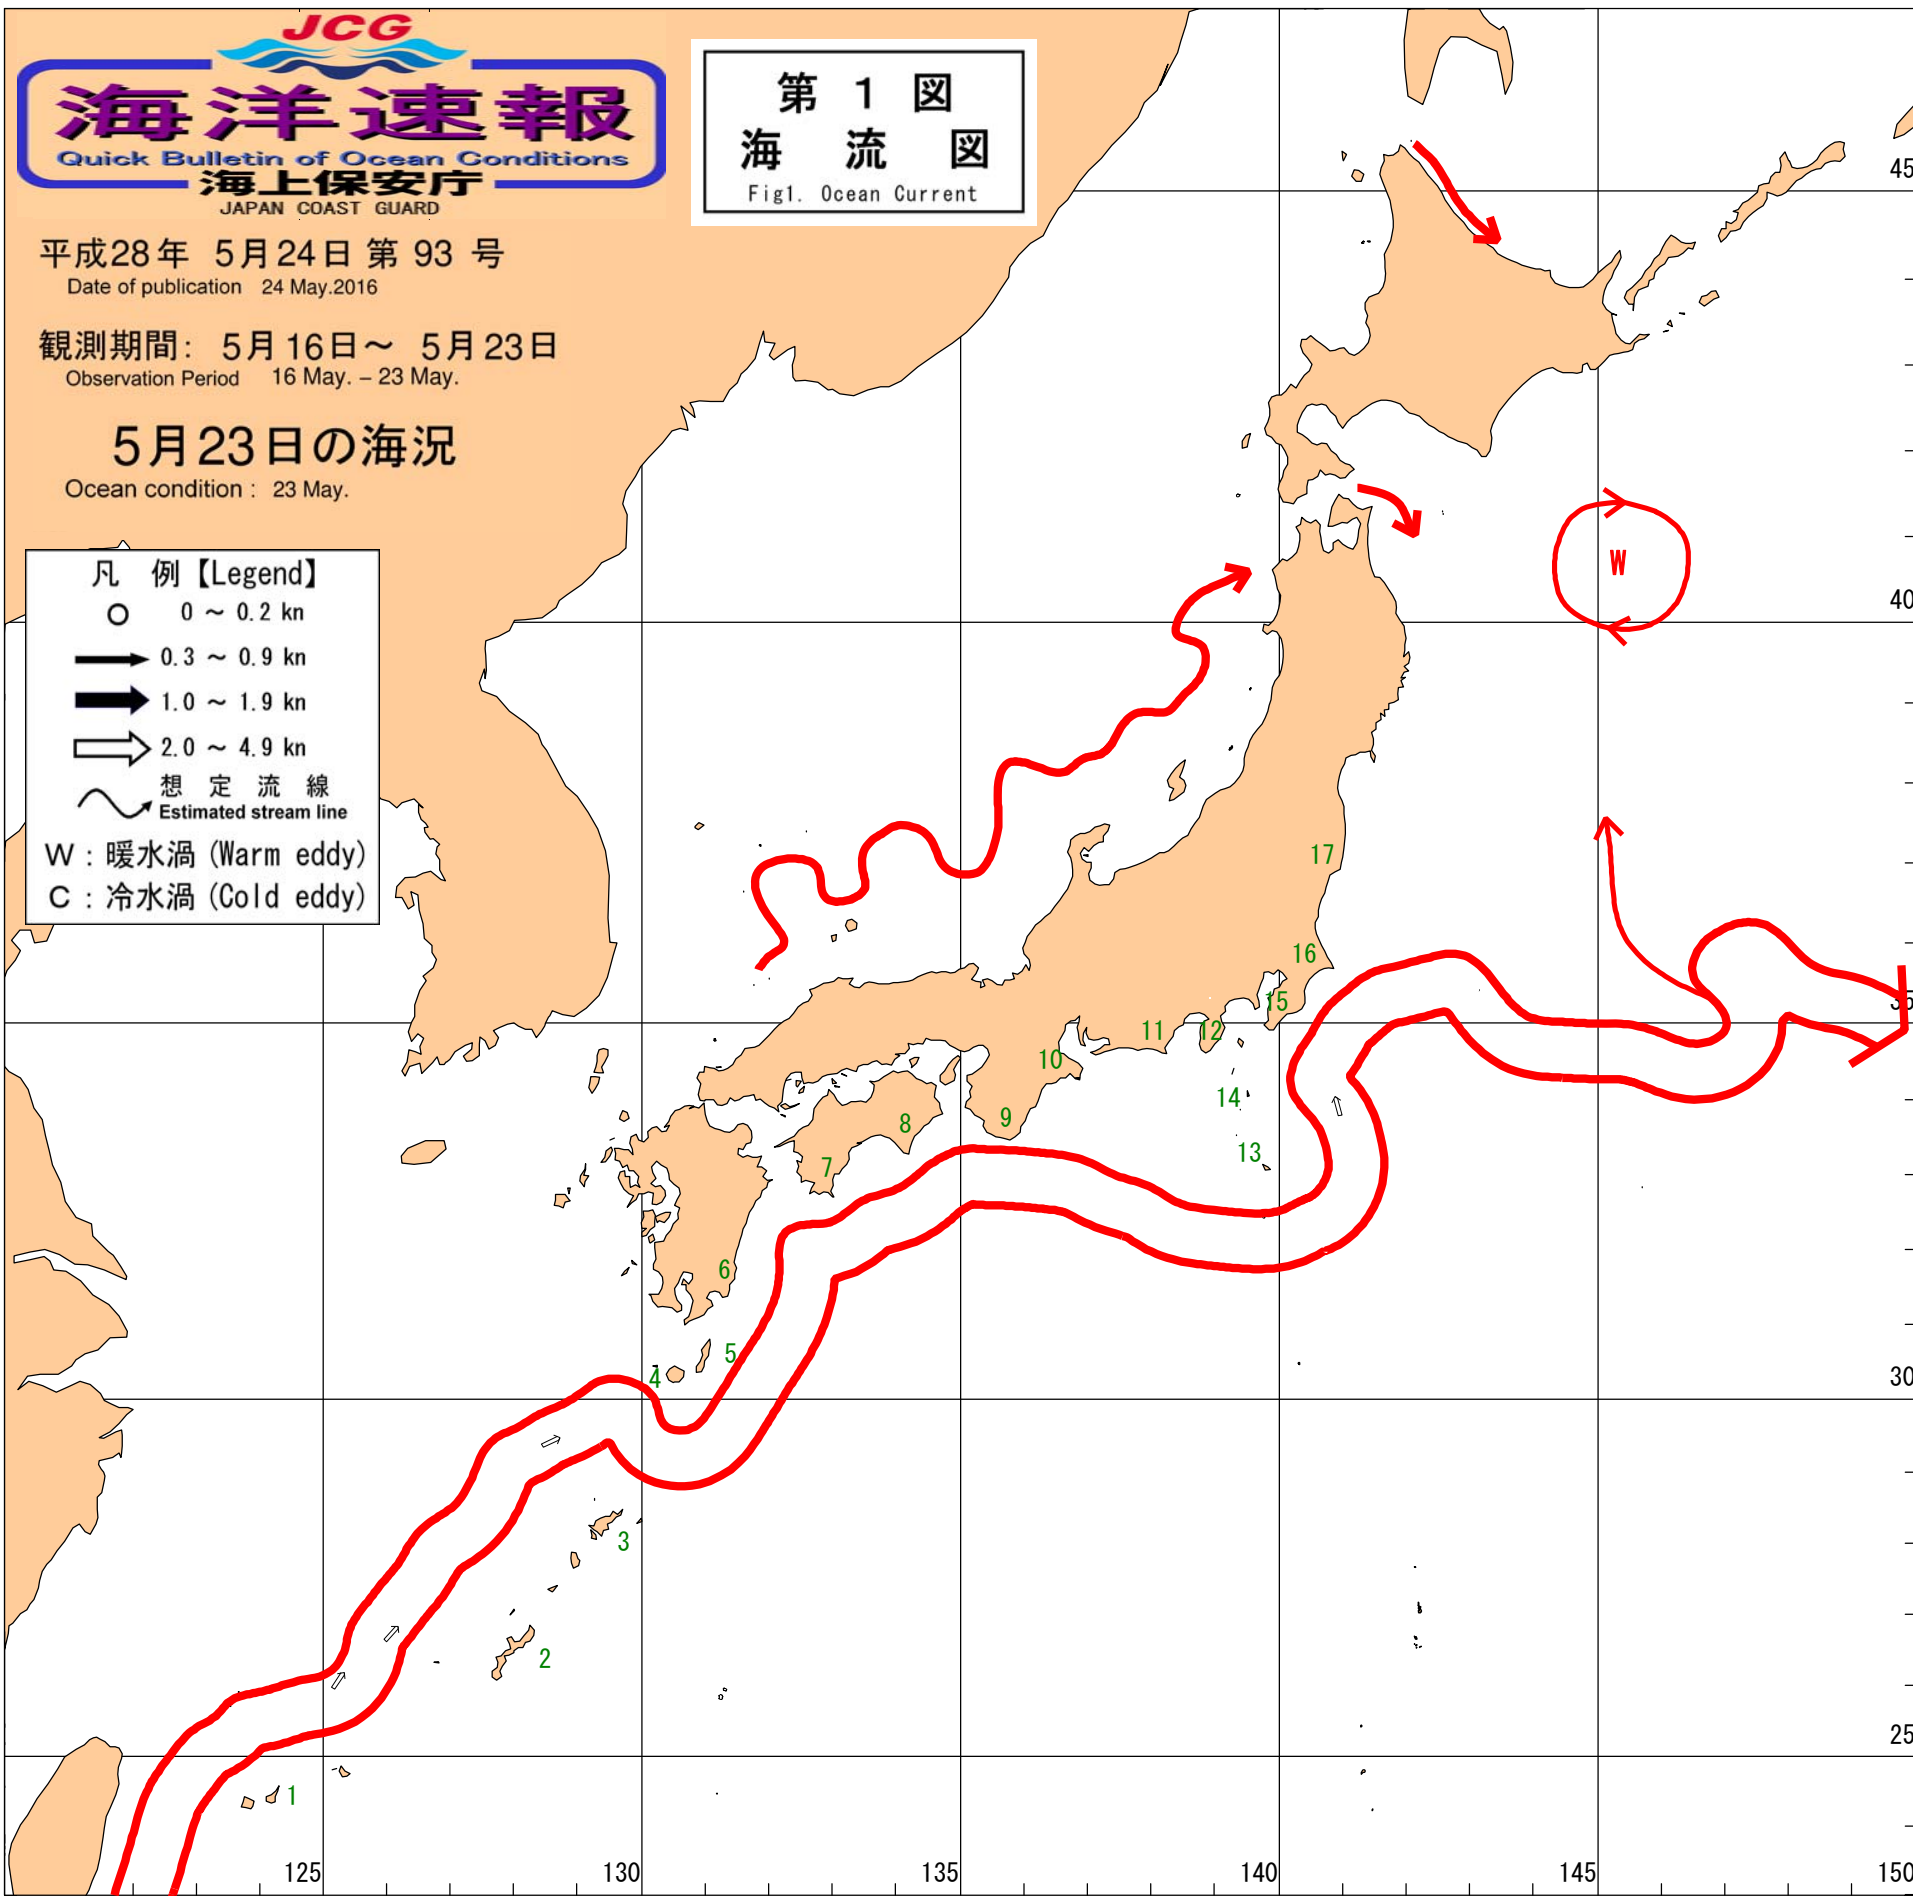 JCG
海洋速報
Quick Bulletin of Ocean Conditions
海上保安庁
JAPAN COAST GUARD
平成28年 5月24日 第 93 号
Date of publication 24 May.2016
観測期間: 5月16日～ 5月23日
Observation Period 16 May. – 23 May.
5月23日の海況
Ocean condition : 23 May.
第 1 図
海 流 図
Fig1. Ocean Current
凡 例【Legend】
0 ～ 0.2 kn
0.3 ～ 0.9 kn
1.0 ～ 1.9 kn
2.0 ～ 4.9 kn
想 定 流 線
Estimated stream line
W : 暖水渦 (Warm eddy)
C : 冷水渦 (Cold eddy)
45
W
40
17
16
15
35
12
11
10
14
9
8
13
7
6
5
4
30
3
2
25
1
125
130
135
140
145
150